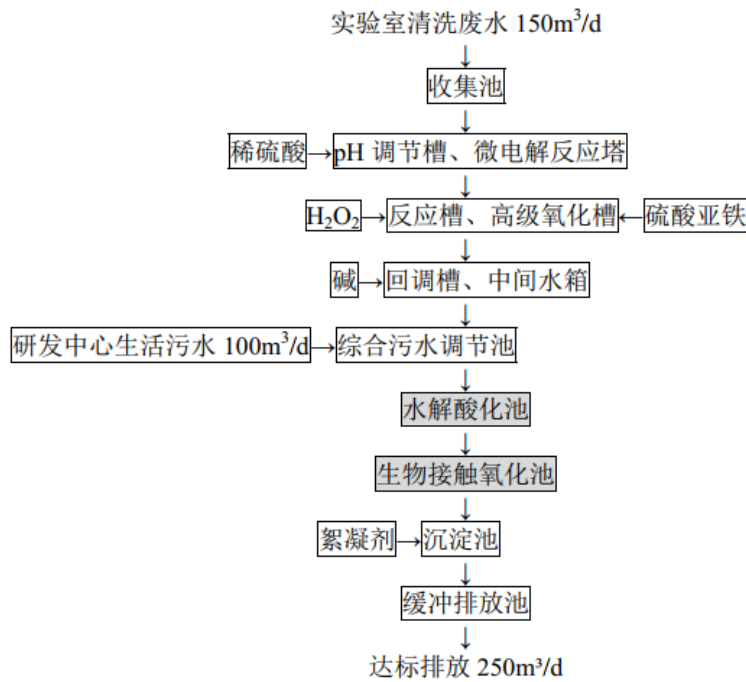 实验室清洗废水 150m³/d
↓
收集池
↓
稀硫酸→pH 调节槽、微电解反应塔
↓
H₂O₂→反应槽、高级氧化槽←硫酸亚铁
↓
碱→回调槽、中间水箱
↓
研发中心生活污水 100m³/d→综合污水调节池
↓
水解酸化池
↓
生物接触氧化池
↓
絮凝剂→沉淀池
↓
缓冲排放池
↓
达标排放 250m³/d